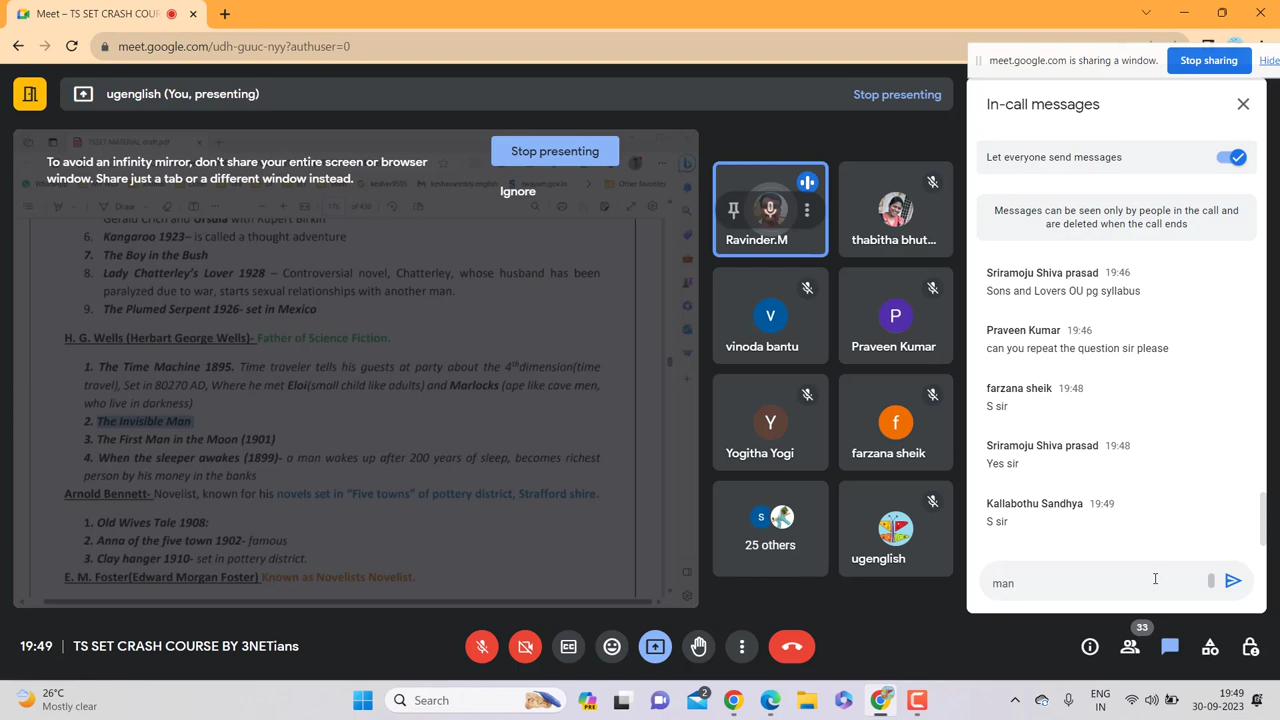 Meet – TS SET CRASH COURSE
meet.google.com/udh-guuc-nyy?authuser=0
meet.google.com is sharing a window.
Stop sharing
Hide
ugenglish (You, presenting)
Stop presenting
In-call messages
Let everyone send messages
Messages can be seen only by people in the call and
are deleted when the call ends
To avoid an infinity mirror, don't share your entire screen or browser
window. Share just a tab or a different window instead.
Stop presenting
Ignore
TSSET MATERIAL draft.pdf
Other favorites
Gerald Crich and Ursula with Rupert Birkin
6. Kangaroo 1923– is called a thought adventure
7. The Boy in the Bush
8. Lady Chatterley's Lover 1928 – Controversial novel, Chatterley, whose husband has been
paralyzed due to war, starts sexual relationships with another man.
9. The Plumed Serpent 1926- set in Mexico
H. G. Wells (Herbart George Wells)- Father of Science Fiction.
1. The Time Machine 1895. Time traveler tells his guests at party about the 4th dimension(time
travel), Set in 80270 AD, Where he met Eloi(small child like adults) and Marlocks (ape like cave men,
who live in darkness)
2. The Invisible Man
3. The First Man in the Moon (1901)
4. When the sleeper awakes (1899)- a man wakes up after 200 years of sleep, becomes richest
person by his money in the banks
Arnold Bennett- Novelist, known for his novels set in "Five towns" of pottery district, Strafford shire.
1. Old Wives Tale 1908:
2. Anna of the five town 1902- famous
3. Clay hanger 1910- set in pottery district.
E. M. Foster(Edward Morgan Foster) Known as Novelists Novelist.
Ravinder.M
thabitha bhut...
v
vinoda bantu
P
Praveen Kumar
Y
Yogitha Yogi
f
farzana sheik
S
25 others
ugenglish
Sriramoju Shiva prasad 19:46
Sons and Lovers OU pg syllabus
Praveen Kumar 19:46
can you repeat the question sir please
farzana sheik 19:48
S sir
Sriramoju Shiva prasad 19:48
Yes sir
Kallabothu Sandhya 19:49
S sir
man
19:49 TS SET CRASH COURSE BY 3NETians
33
26°C
Mostly clear
Search
PRE
2
ENG
IN
19:49
30-09-2023